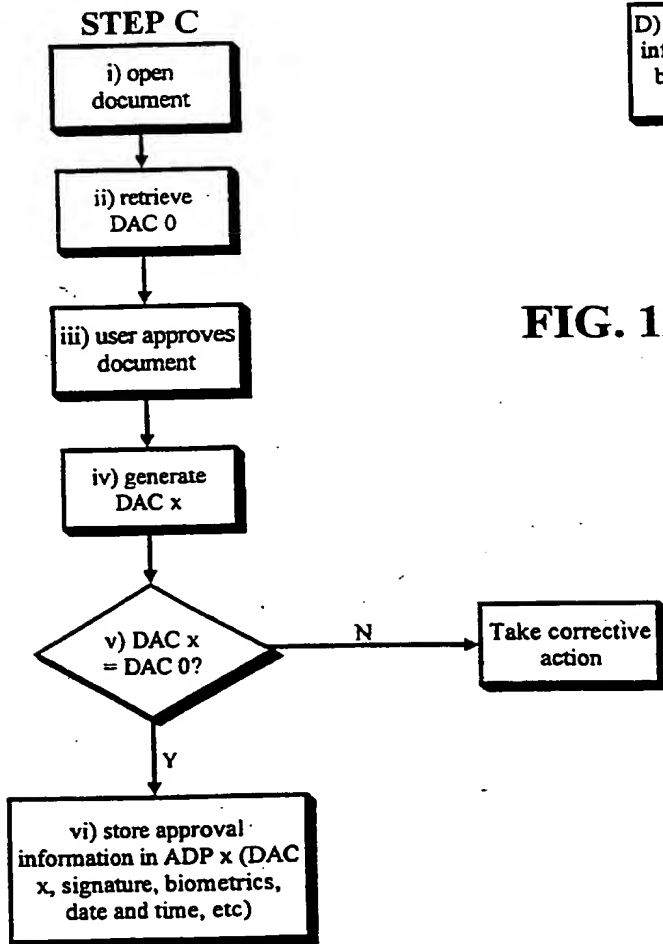 STEP C
i) open
document
ii) retrieve
DAC 0
iii) user approves
document
iv) generate
DAC x
v) DAC x
= DAC 0?
N
Take corrective
action
Y
vi) store approval
information in ADP x (DAC
x, signature, biometrics,
date and time, etc)
D)
FIG. 1